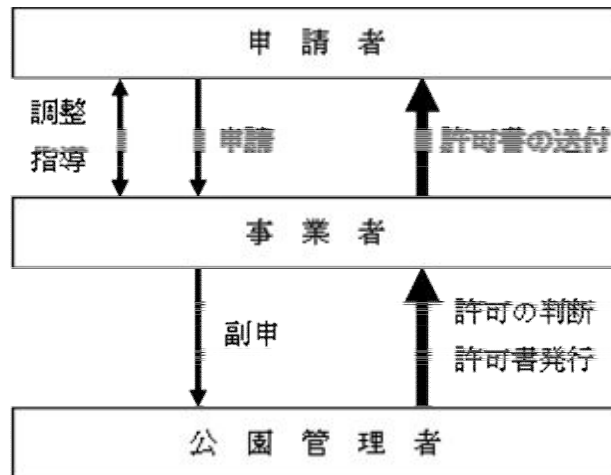 申請者
調整
指導
申請
許可書の送付
事業者
副申
許可の判断
許可書発行
公園管理者